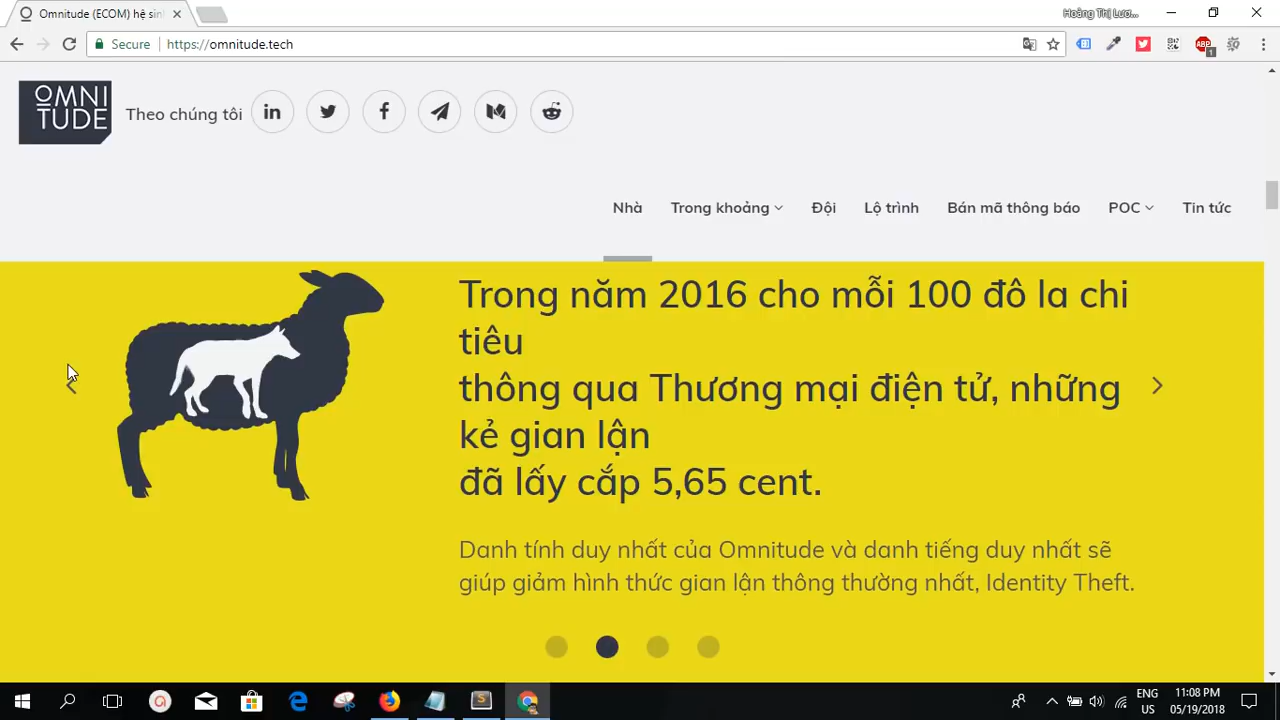 Omnitude (ECOM) hệ sinh
Hoàng Thị Lươ...
Secure
https://omnitude.tech
ABP
1
OMNI
TUDE
Theo chúng tôi
Nhà
Trong khoảng
Đội
Lộ trình
Bán mã thông báo
POC
Tin tức
Trong năm 2016 cho mỗi 100 đô la chi
tiêu
thông qua Thương mại điện tử, những
kẻ gian lận
đã lấy cắp 5,65 cent.
Danh tính duy nhất của Omnitude và danh tiếng duy nhất sẽ
giúp giảm hình thức gian lận thông thường nhất, Identity Theft.
ENG
US
11:08 PM
05/19/2018